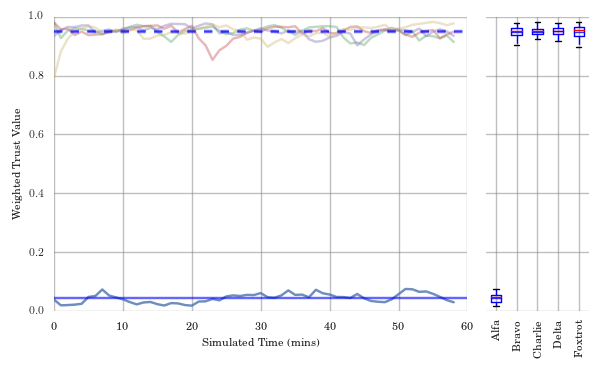 1.0
0.8
0.6
0.4
0.2
0.0
Weighted Trust Value
0 10 20 30 40 50 60
Simulated Time (mins)
Alfa
Bravo
Charlie
Delta
Foxtrot